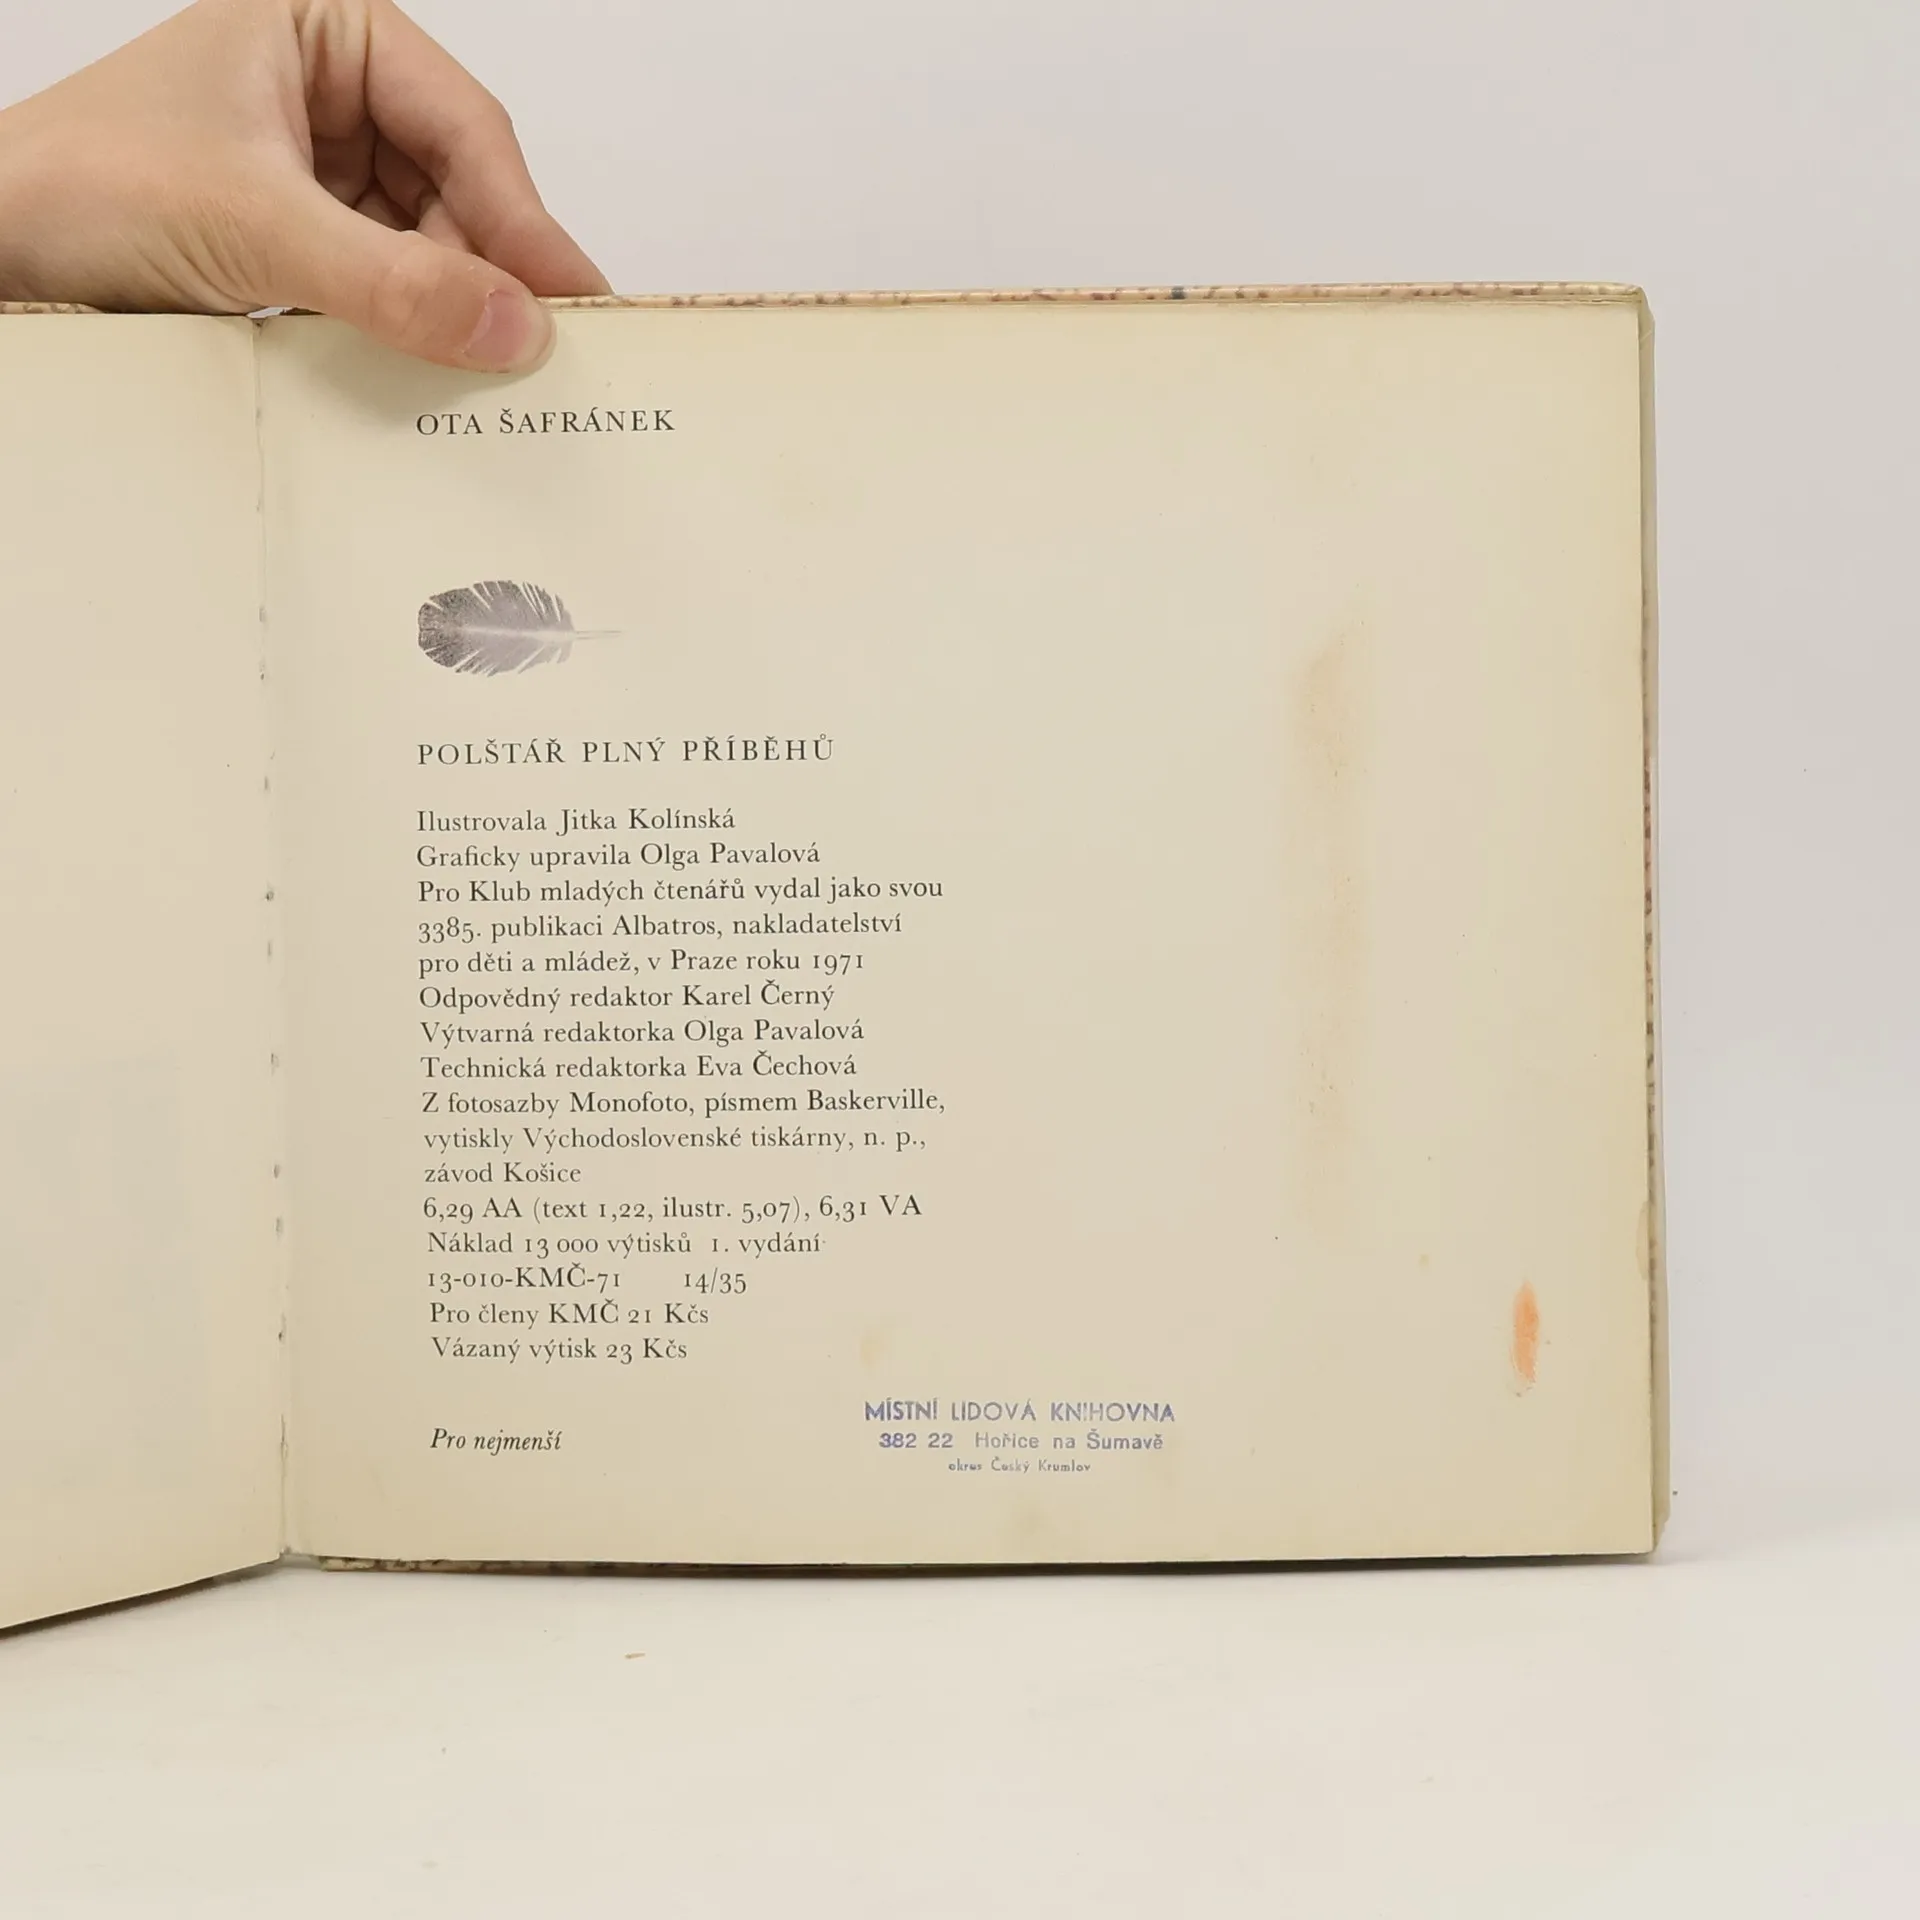 OTA ŠAFRÁNEK
POLŠTÁŘ PLNÝ PŘÍBĚHŮ
Ilustrovala Jitka Kolínská
Graficky upravila Olga Pavalová
Pro Klub mladých čtenářů vydal jako svou
3385. publikaci Albatros, nakladatelství
pro děti a mládež, v Praze roku 1971
Odpovědný redaktor Karel Černý
Výtvarná redaktorka Olga Pavalová
Technická redaktorka Eva Čechová
Z fotosazby Monofoto, písmem Baskerville,
vytiskly Východoslovenské tiskárny, n. p.,
závod Košice
6,29 AA (text 1,22, ilustr. 5,07), 6,31 VA
Náklad 13 000 výtisků 1. vydání
13-010-KMČ-71 14/35
Pro členy KMČ 21 Kčs
Vázaný výtisk 23 Kčs
Pro nejmenší
MÍSTNÍ LIDOVÁ KNIHOVNA
382 22 Hořice na Šumavě
okres Český Krumlov